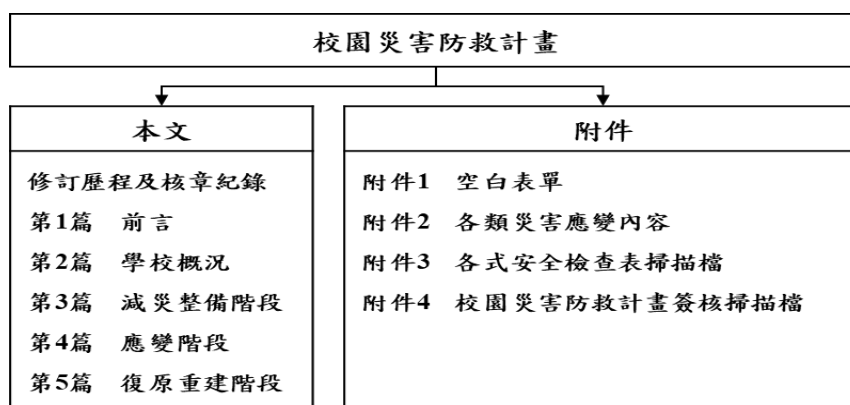 校園災害防救計畫
本文
修訂歷程及核章紀錄
第1篇 前言
第2篇 學校概況
第3篇 減災整備階段
第4篇 應變階段
第5篇 復原重建階段
附件
附件1 空白表單
附件2 各類災害應變內容
附件3 各式安全檢查表掃描檔
附件4 校園災害防救計畫簽核掃描檔